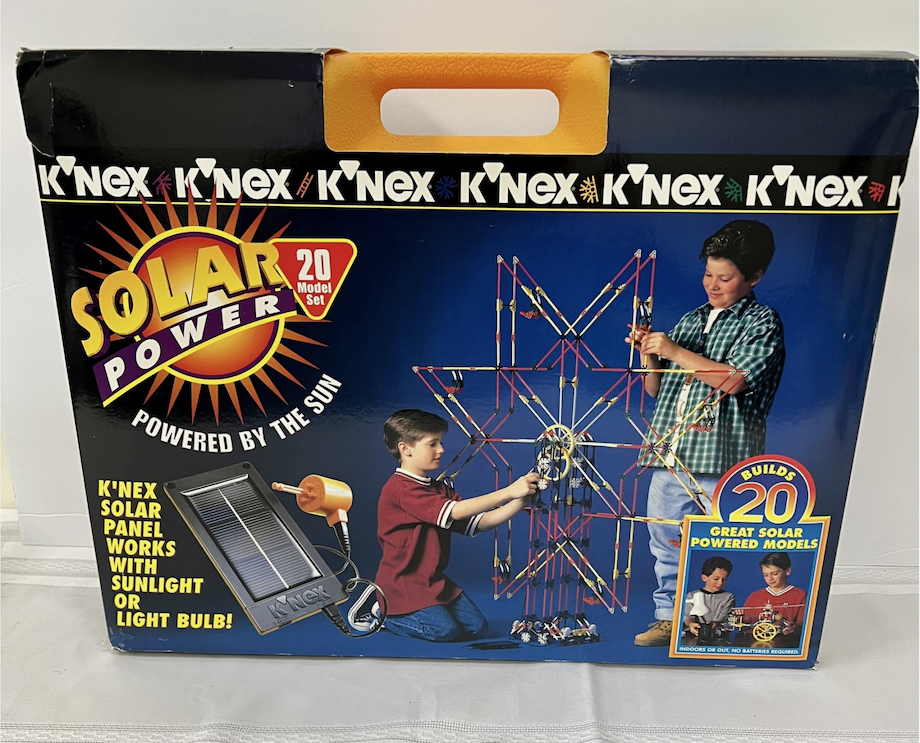 K'NEX K'NEX K'NEX K'NEX K'NEX K'NEX K
SOLAR
POWER
20
Model
Set
POWERED BY THE SUN
K'NEX
SOLAR
PANEL
WORKS
WITH
SUNLIGHT
OR
LIGHT BULB!
K'NEX
BUILDS
20
GREAT SOLAR
POWERED MODELS
INDOORS OR OUT, NO BATTERIES REQUIRED.